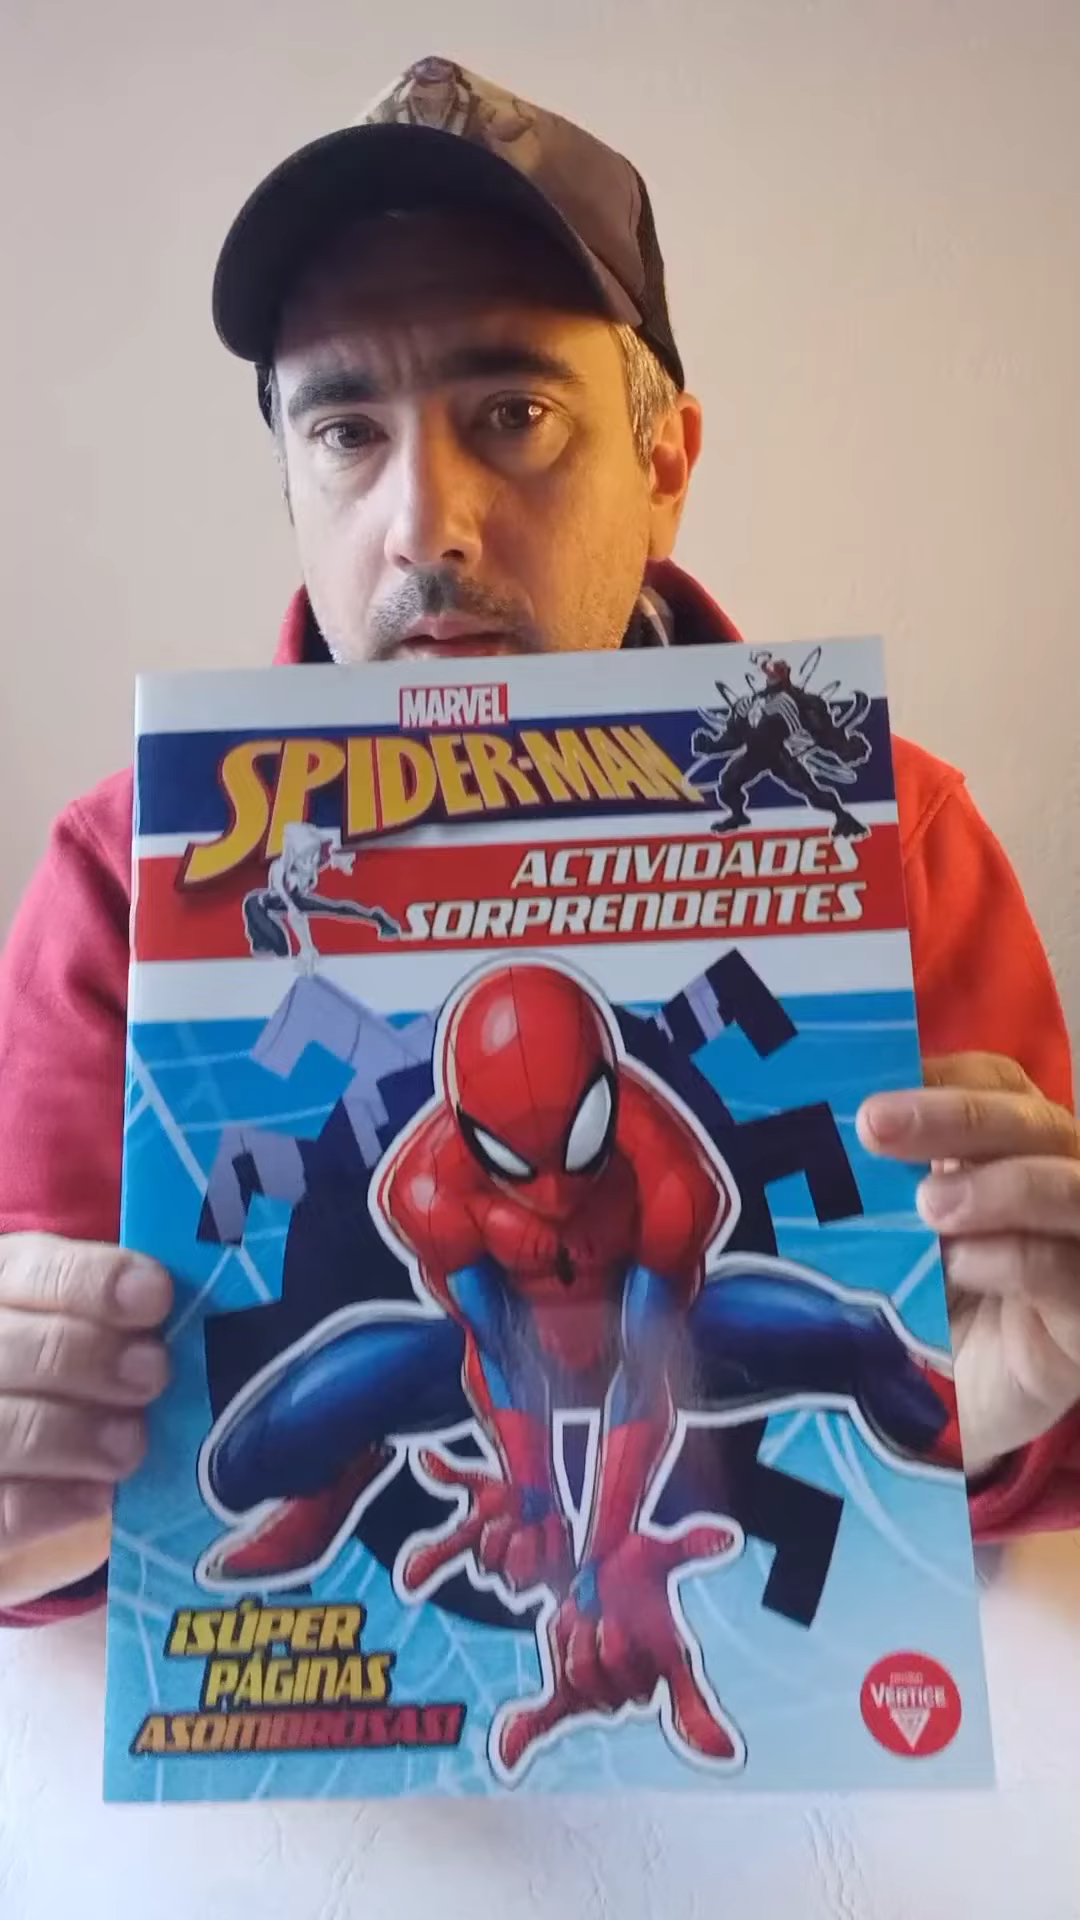 MARVEL
SPIDER-MAN
ACTIVIDADES
SORPRENDENTES
¡SÚPER
PÁGINAS
ASOMBROSAS!
VERTICE